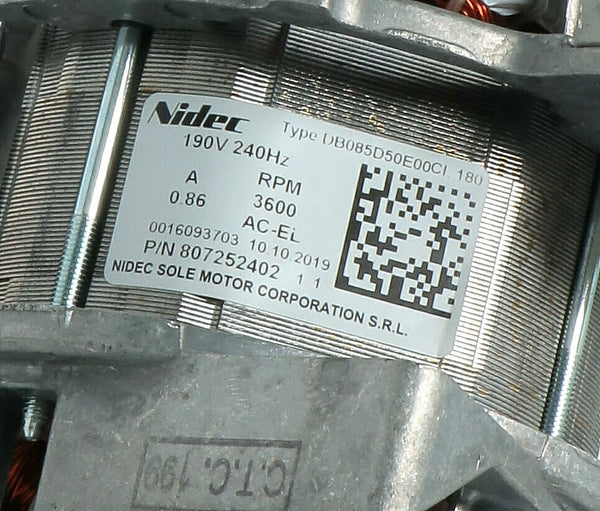 Nidec Type DB085D50E00CL 180
190V 240Hz
A RPM
0.86 3600
AC-EL
0016093703 10.10.2019
P/N 807252402 1 1
NIDEC SOLE MOTOR CORPORATION S.R.L.
C.T.C. 199